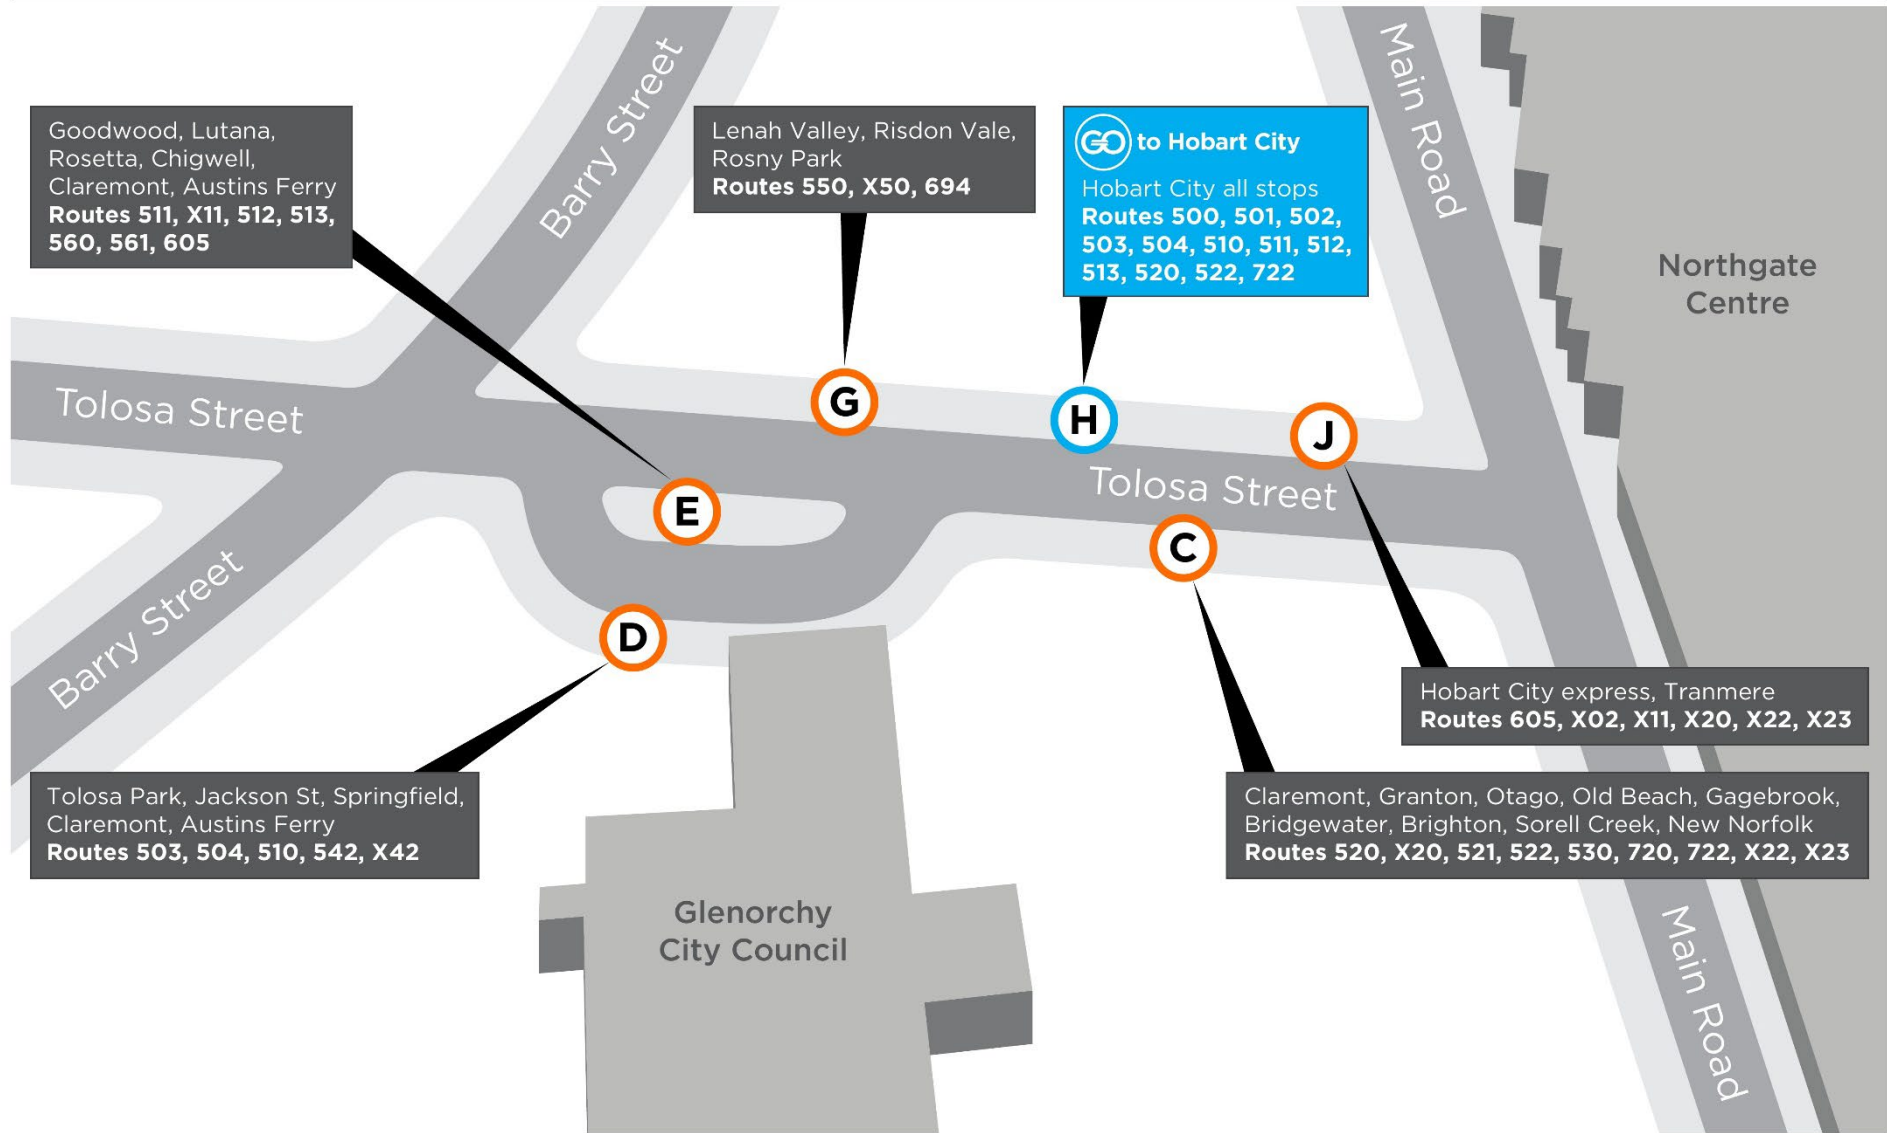 Goodwood, Lutana,
Rosetta, Chigwell,
Claremont, Austins Ferry
Routes 511, X11, 512, 513,
560, 561, 605
Barry Street
Lenah Valley, Risdon Vale,
Rosny Park
Routes 550, X50, 694
GO to Hobart City
Hobart City all stops
Routes 500, 501, 502,
503, 504, 510, 511, 512,
513, 520, 522, 722
Main Road
Northgate
Centre
Tolosa Street
G
H
J
E
Tolosa Street
C
Barry Street
D
Hobart City express, Tranmere
Routes 605, X02, X11, X20, X22, X23
Tolosa Park, Jackson St, Springfield,
Claremont, Austins Ferry
Routes 503, 504, 510, 542, X42
Claremont, Granton, Otago, Old Beach, Gagebrook,
Bridgewater, Brighton, Sorell Creek, New Norfolk
Routes 520, X20, 521, 522, 530, 720, 722, X22, X23
Glenorchy
City Council
Main Road